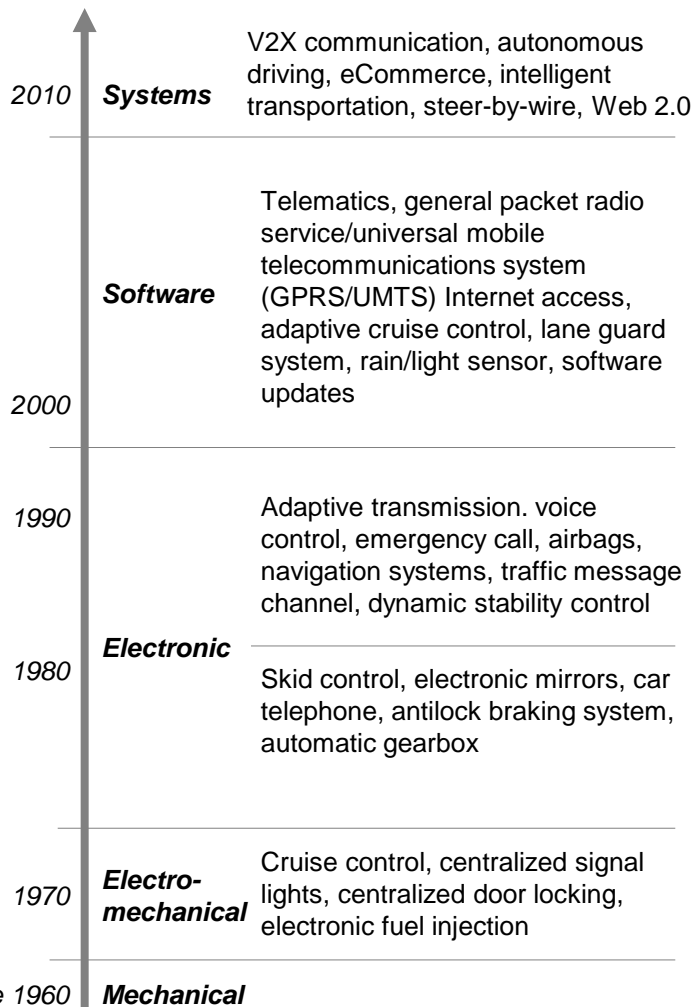 V2X communication, autonomous
driving, eCommerce, intelligent
transportation, steer-by-wire, Web 2.0
2010
Systems
Telematics, general packet radio
service/universal mobile
telecommunications system
(GPRS/UMTS) Internet access,
adaptive cruise control, lane guard
system, rain/light sensor, software
updates
Software
2000
1990
Adaptive transmission. voice
control, emergency call, airbags,
navigation systems, traffic message
channel, dynamic stability control
Electronic
1980
Skid control, electronic mirrors, car
telephone, antilock braking system,
automatic gearbox
1970
Electro-
mechanical
Cruise control, centralized signal
lights, centralized door locking,
electronic fuel injection
1960
Mechanical